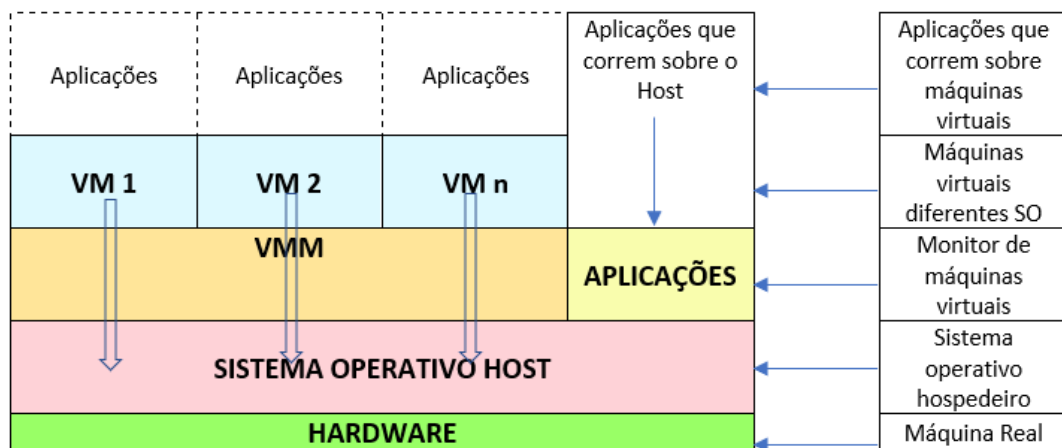 Aplicações
Aplicações
Aplicações
Aplicações que
correm sobre o
Host
Aplicações que
correm sobre
máquinas
virtuais
VM 1
VM 2
VM n
Máquinas
virtuais
diferentes SO
VMM
APLICAÇÕES
Monitor de
máquinas
virtuais
SISTEMA OPERATIVO HOST
Sistema
operativo
hospedeiro
HARDWARE
Máquina Real